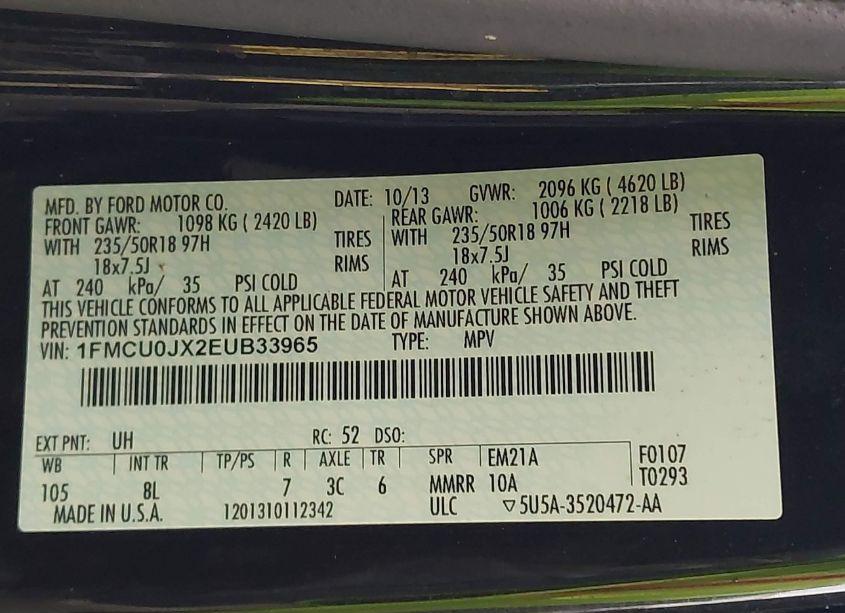 MFD. BY FORD MOTOR CO. DATE: 10/13 GVWR: 2096 KG ( 4620 LB)
FRONT GAWR: 1098 KG ( 2420 LB) REAR GAWR: 1006 KG ( 2218 LB)
WITH 235/50R18 97H TIRES WITH 235/50R18 97H TIRES
18x7.5J RIMS 18x7.5J RIMS
AT 240 kPa/ 35 PSI COLD AT 240 kPa/ 35 PSI COLD
THIS VEHICLE CONFORMS TO ALL APPLICABLE FEDERAL MOTOR VEHICLE SAFETY AND THEFT
PREVENTION STANDARDS IN EFFECT ON THE DATE OF MANUFACTURE SHOWN ABOVE.
VIN: 1FMCU0JX2EUB33965 TYPE: MPV
EXT PNT: UH RC: 52 DSO:
WB INT TR TP/PS R AXLE TR SPR EM21A F0107
105 8L 7 3C 6 MMRR 10A T0293
MADE IN U.S.A. 1201310112342 ULC ▽5U5A-3520472-AA